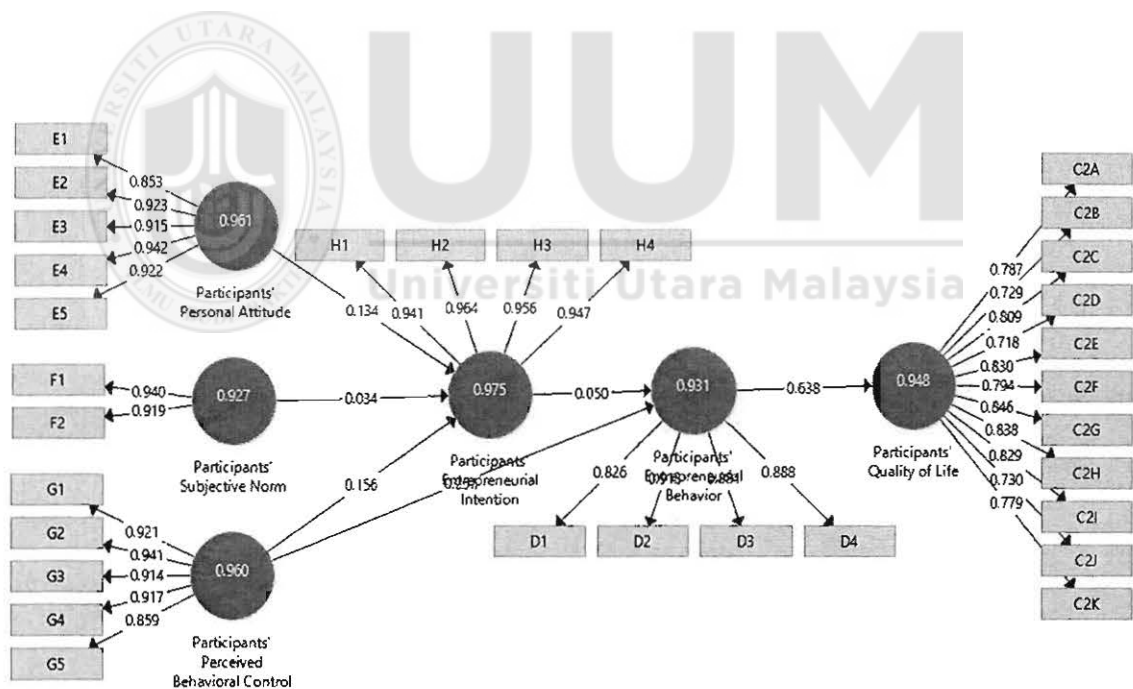 UNIVERSITI UTARA MALAYSIA
UUM
Universiti Utara Malaysia
E1
E2
E3
E4
E5
0.853
0.923
0.915
0.942
0.922
0.961
Participants'
Personal Attitude
H1
H2
H3
H4
0.941
0.964
0.956
0.947
0.134
F1
F2
0.940
0.919
0.927
Participants'
Subjective Norm
0.034
0.975
Participants'
Entrepreneurial
Intention
0.050
0.931
Participants'
Entrepreneurial
Behavior
0.638
0.948
Participants'
Quality of Life
0.156
G1
G2
G3
G4
G5
0.921
0.941
0.914
0.917
0.859
0.960
Participants'
Perceived
Behavioral Control
0.826
0.888
D1
D2
D3
D4
C2A
C2B
C2C
C2D
C2E
C2F
C2G
C2H
C2I
C2J
C2K
0.787
0.729
0.809
0.718
0.830
0.794
0.846
0.838
0.829
0.730
0.779